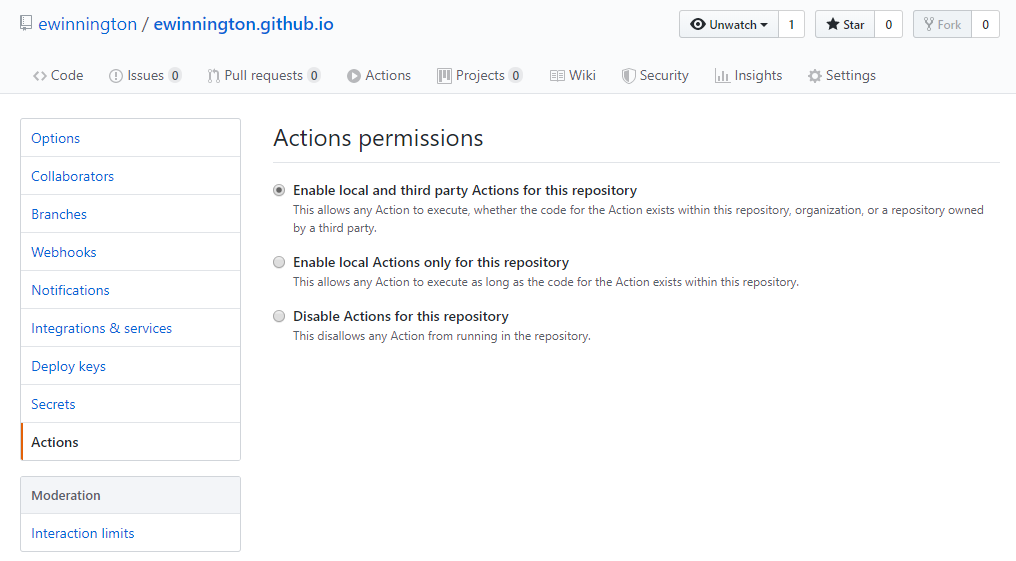 ewinnington / ewinnington.github.io
Unwatch 1 Star 0 Fork 0
Code Issues 0 Pull requests 0 Actions Projects 0 Wiki Security Insights Settings
Options
Collaborators
Branches
Webhooks
Notifications
Integrations & services
Deploy keys
Secrets
Actions
Moderation
Interaction limits
Actions permissions
Enable local and third party Actions for this repository
This allows any Action to execute, whether the code for the Action exists within this repository, organization, or a repository owned
by a third party.
Enable local Actions only for this repository
This allows any Action to execute as long as the code for the Action exists within this repository.
Disable Actions for this repository
This disallows any Action from running in the repository.